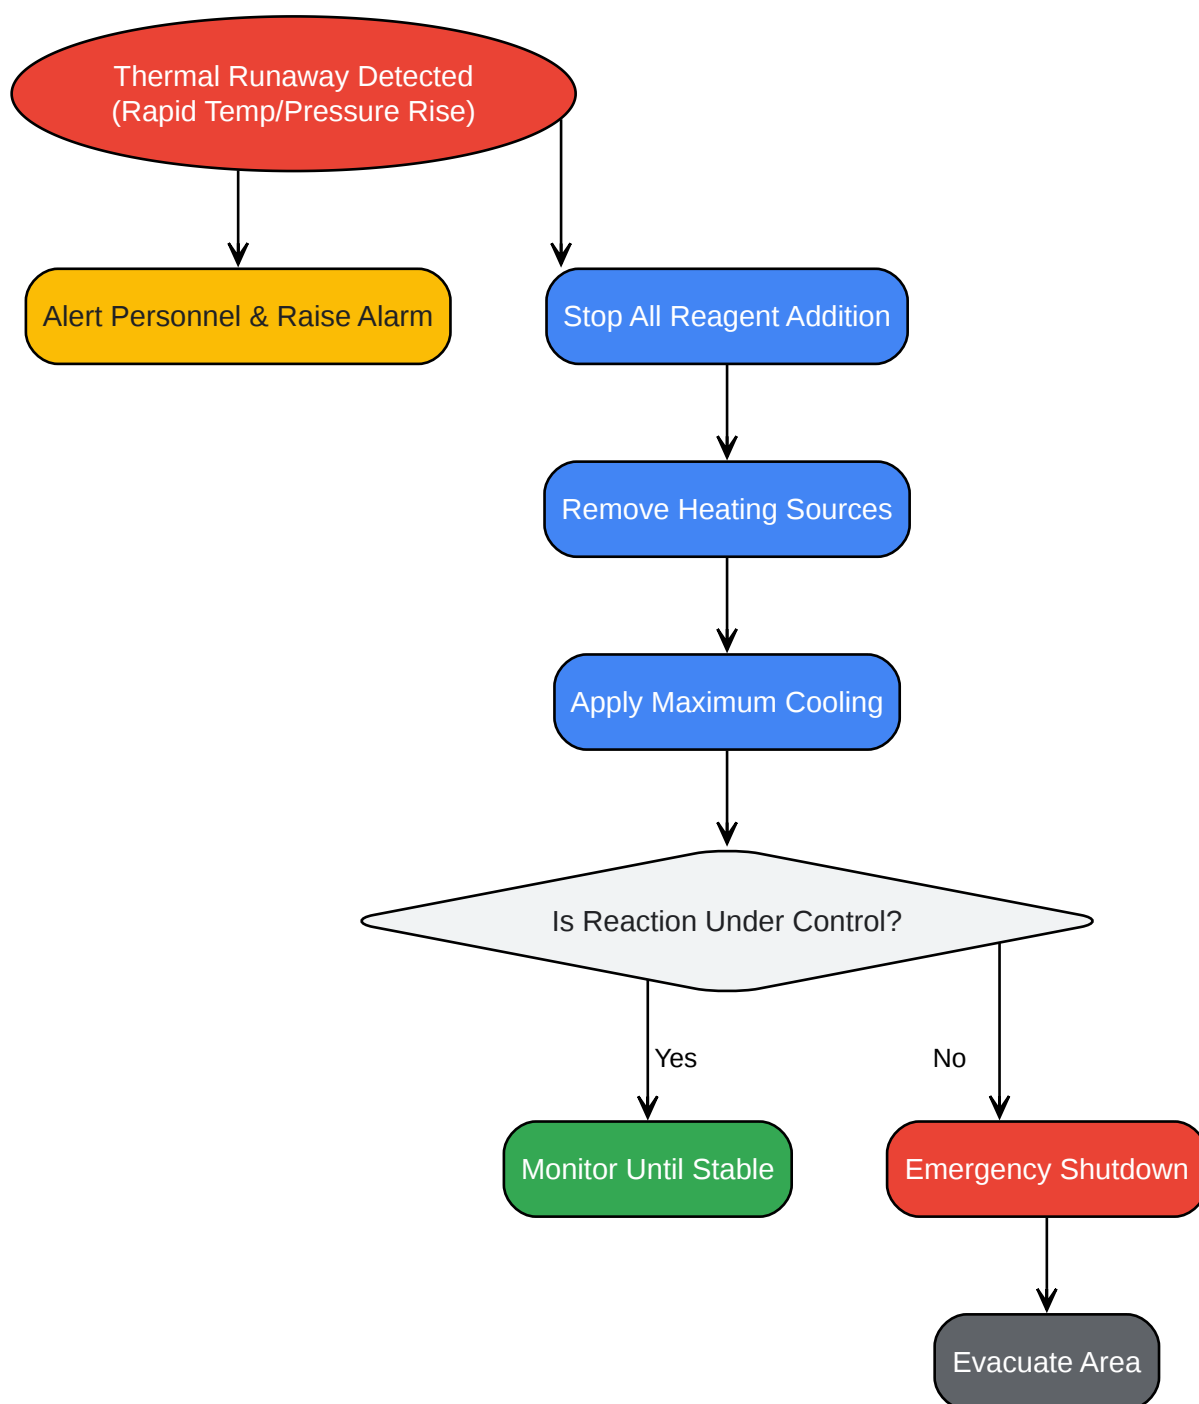 Thermal Runaway Detected
(Rapid Temp/Pressure Rise)
Alert Personnel & Raise Alarm
Stop All Reagent Addition
Remove Heating Sources
Apply Maximum Cooling
Is Reaction Under Control?
Yes
No
Monitor Until Stable
Emergency Shutdown
Evacuate Area